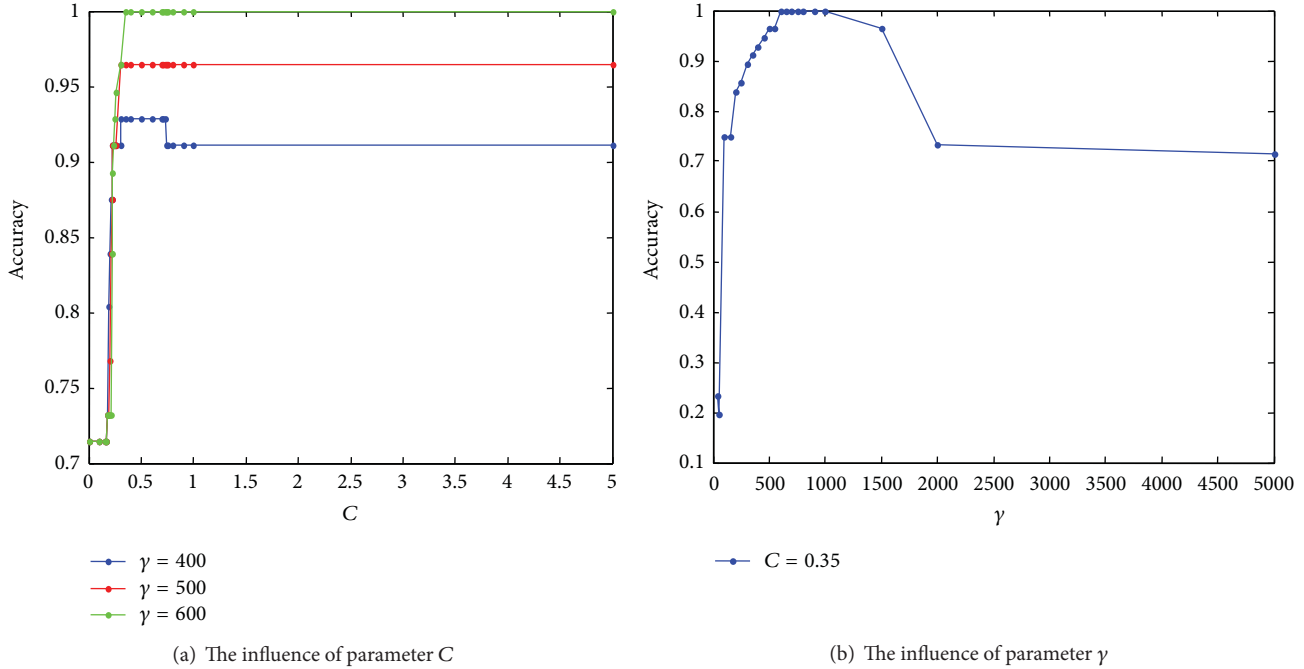 1
0.95
0.9
0.85
0.8
0.75
0.7
Accuracy
0 0.5 1 1.5 2 2.5 3 3.5 4 4.5 5
C
γ = 400
γ = 500
γ = 600
(a) The influence of parameter C
1
0.9
0.8
0.7
0.6
0.5
0.4
0.3
0.2
0.1
Accuracy
0 500 1000 1500 2000 2500 3000 3500 4000 4500 5000
γ
C = 0.35
(b) The influence of parameter γ